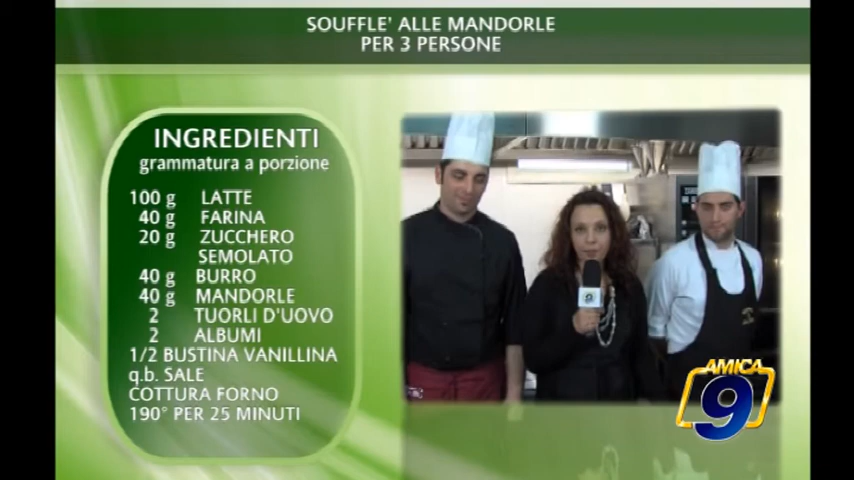 SOUFFLE' ALLE MANDORLE
PER 3 PERSONE
INGREDIENTI
grammatura a porzione
100 g LATTE
40 g FARINA
20 g ZUCCHERO
SEMOLATO
40 g BURRO
40 g MANDORLE
2 TUORLI D'UOVO
2 ALBUMI
1/2 BUSTINA VANILLINA
q.b. SALE
COTTURA FORNO
190° PER 25 MINUTI
AMICA
9